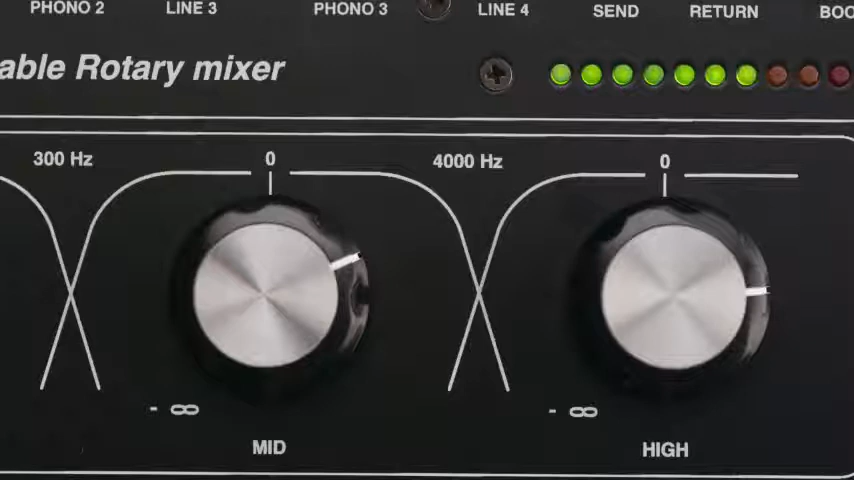 PHONO 2 LINE 3 PHONO 3 LINE 4 SEND RETURN BOO
able Rotary mixer
300 Hz 0 4000 Hz 0
- ∞ - ∞
MID HIGH